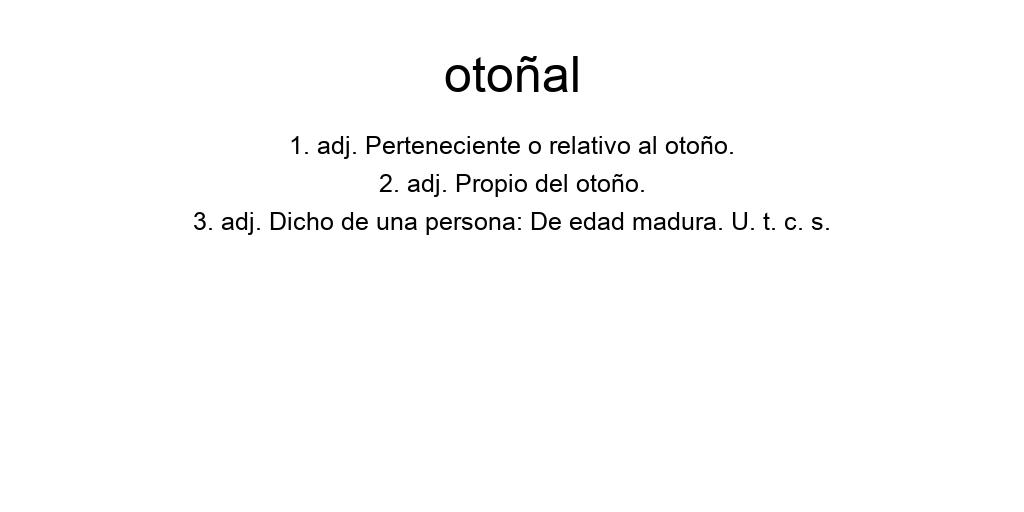 otoñal
1. adj. Perteneciente o relativo al otoño.
2. adj. Propio del otoño.
3. adj. Dicho de una persona: De edad madura. U. t. c. s.